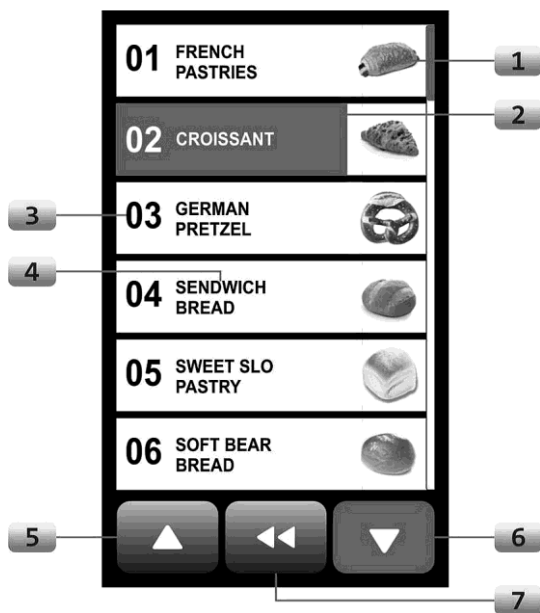 01 FRENCH
PASTRIES
1
2
02 CROISSANT
3
03 GERMAN
PRETZEL
4
04 SENDWICH
BREAD
05 SWEET SLO
PASTRY
06 SOFT BEAR
BREAD
5
6
7